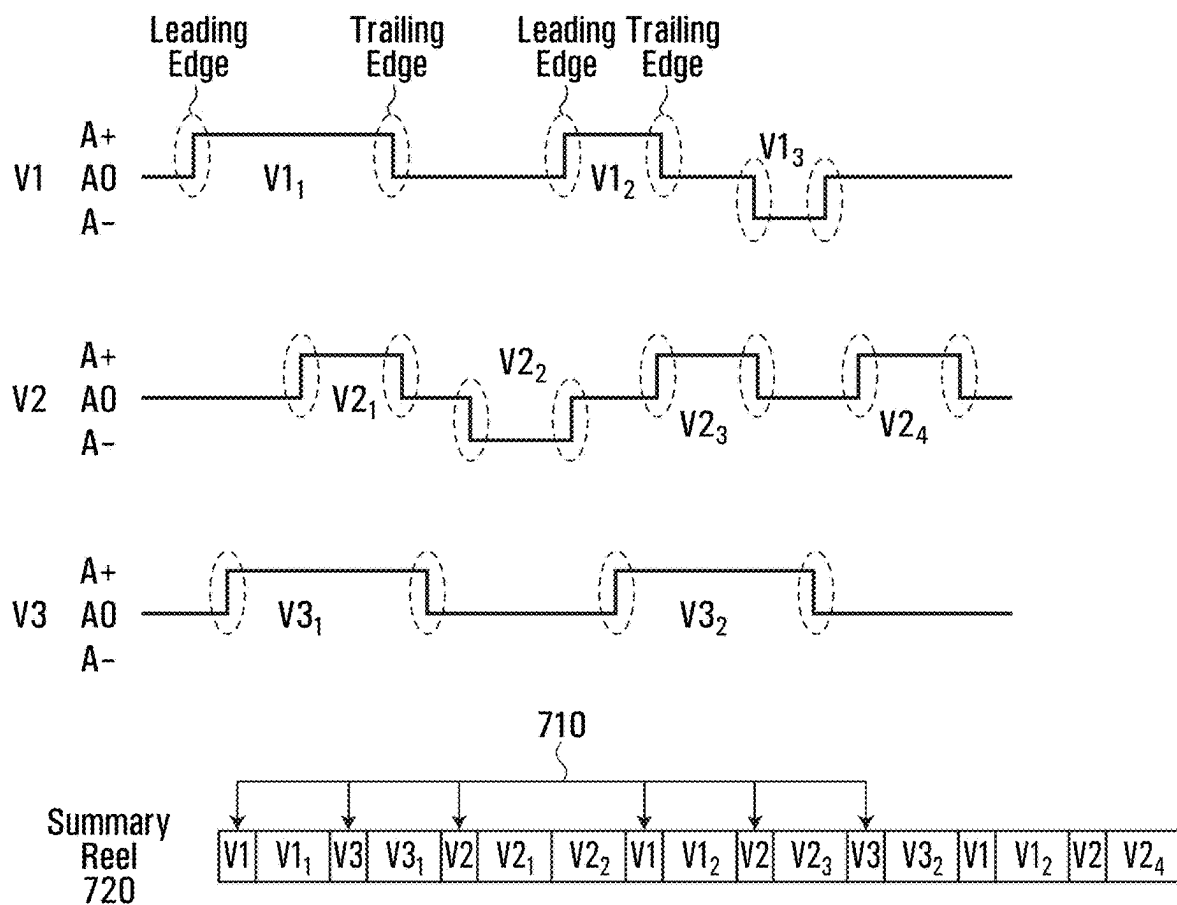 Leading Edge
Trailing Edge
Leading Edge
Trailing Edge
V1
A+
A0
A-
V1₁
V1₂
V1₃
V2
A+
A0
A-
V2₁
V2₂
V2₃
V2₄
V3
A+
A0
A-
V3₁
V3₂
710
Summary Reel 720
V1 V1₁ V3 V3₁ V2 V2₁ V2₂ V1 V1₂ V2 V2₃ V3 V3₂ V1 V1₂ V2 V2₄